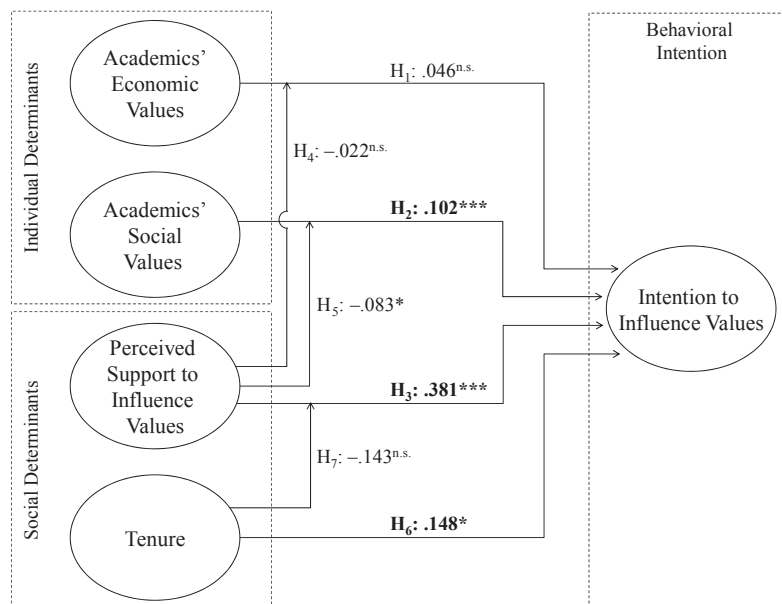 Behavioral
Intention
Individual Determinants
Academics’
Economic
Values
H₁: .046ⁿ·ˢ·
H₄: –.022ⁿ·ˢ·
Academics’
Social
Values
H₂: .102***
H₅: –.083*
Intention to
Influence Values
Social Determinants
Perceived
Support to
Influence
Values
H₃: .381***
H₇: –.143ⁿ·ˢ·
Tenure
H₆: .148*